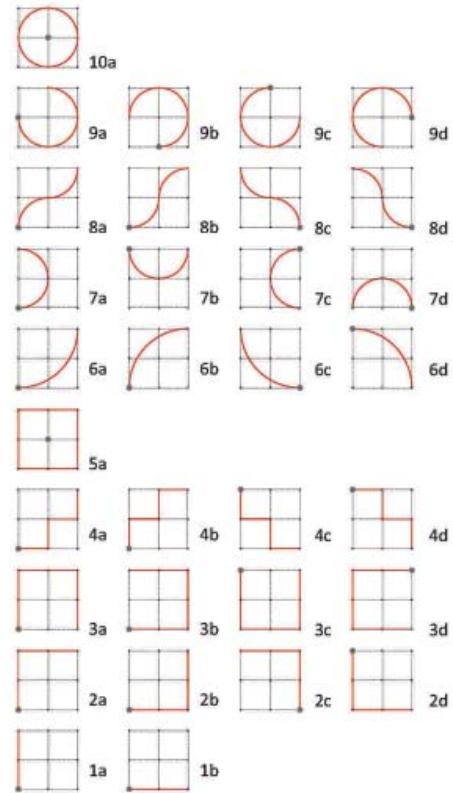 10a
9a 9b 9c 9d
8a 8b 8c 8d
7a 7b 7c 7d
6a 6b 6c 6d
5a
4a 4b 4c 4d
3a 3b 3c 3d
2a 2b 2c 2d
1a 1b